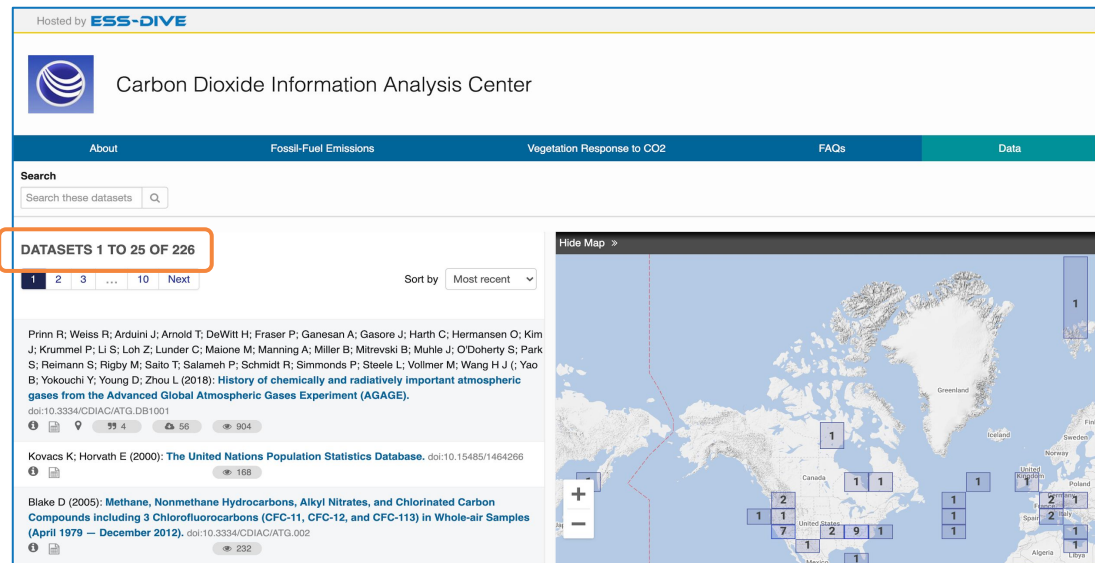 Hosted by ESS-DIVE
Carbon Dioxide Information Analysis Center
About
Fossil-Fuel Emissions
Vegetation Response to CO2
FAQs
Data
Search
Search these datasets
DATASETS 1 TO 25 OF 226
1 2 3 ... 10 Next
Sort by Most recent
Prinn R; Weiss R; Arduini J; Arnold T; DeWitt H; Fraser P; Ganesan A; Gasore J; Harth C; Hermansen O; Kim
J; Krummel P; Li S; Loh Z; Lunder C; Maione M; Manning A; Miller B; Mitrevski B; Muhle J; O'Doherty S; Park
S; Reimann S; Rigby M; Saito T; Salameh P; Schmidt R; Simmonds P; Steele L; Vollmer M; Wang H J (; Yao
B; Yokouchi Y; Young D; Zhou L (2018): History of chemically and radiatively important atmospheric
gases from the Advanced Global Atmospheric Gases Experiment (AGAGE).
doi:10.3334/CDIAC/ATG.DB1001
4 56 904
Kovacs K; Horvath E (2000): The United Nations Population Statistics Database. doi:10.15485/1464266
168
Blake D (2005): Methane, Nonmethane Hydrocarbons, Alkyl Nitrates, and Chlorinated Carbon
Compounds including 3 Chlorofluorocarbons (CFC-11, CFC-12, and CFC-113) in Whole-air Samples
(April 1979 — December 2012). doi:10.3334/CDIAC/ATG.002
232
Hide Map »
1
Greenland
Iceland
Sweden
1
Norway
Canada
1 1
1
United Kingdom
1
Poland
+
2
1
Germany
2 1
France
1 1
United States
1
Spain
2
Italy
−
7 2 9 1
1
1
1
Algeria
1
Libya
Mexico
1